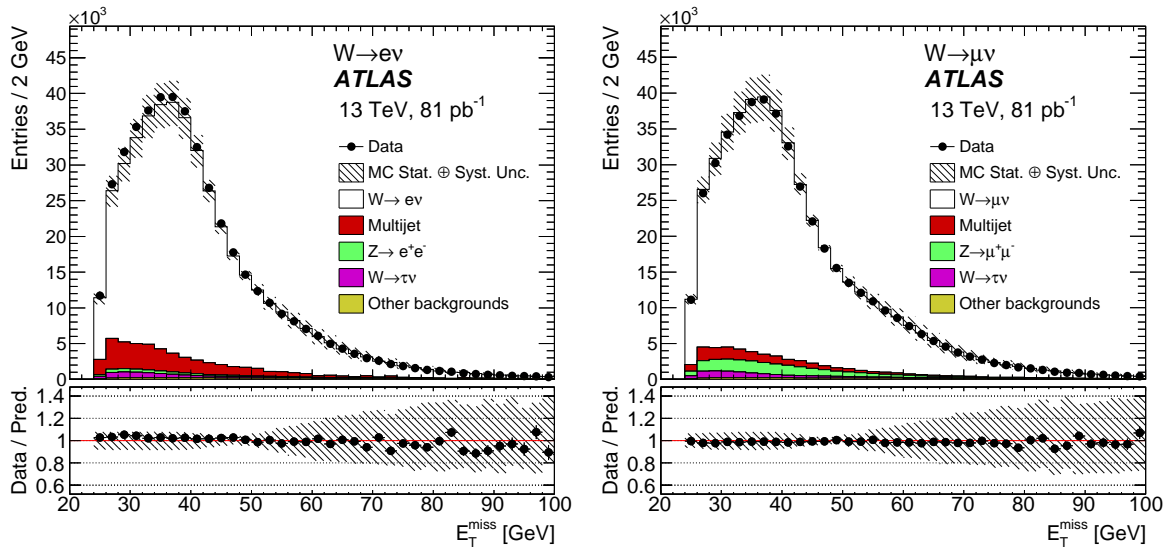 ×10³
Entries / 2 GeV
45
40
35
30
25
20
15
10
5
0
W→eν
ATLAS
13 TeV, 81 pb⁻¹
Data
MC Stat. ⊕ Syst. Unc.
W→ eν
Multijet
Z→ e⁺e⁻
W→τν
Other backgrounds
Data / Pred.
1.4
1.2
1
0.8
0.6
20 30 40 50 60 70 80 90 100
E_T^miss [GeV]
×10³
Entries / 2 GeV
45
40
35
30
25
20
15
10
5
0
W→μν
ATLAS
13 TeV, 81 pb⁻¹
Data
MC Stat. ⊕ Syst. Unc.
W→μν
Multijet
Z→μ⁺μ⁻
W→τν
Other backgrounds
Data / Pred.
1.4
1.2
1
0.8
0.6
20 30 40 50 60 70 80 90 100
E_T^miss [GeV]